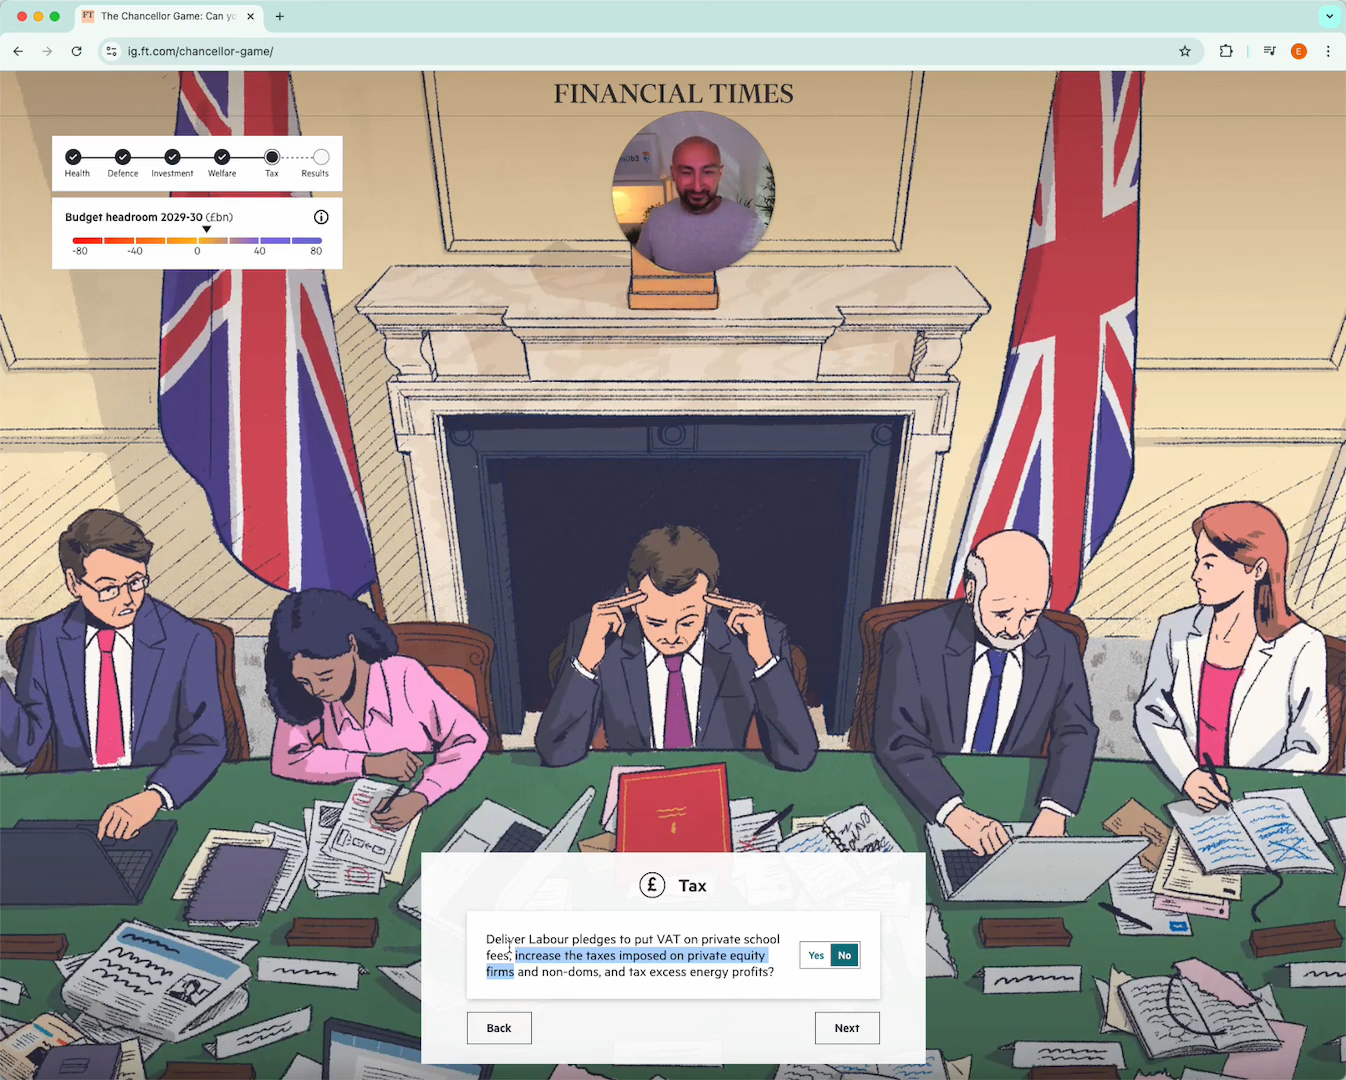 The Chancellor Game: Can yo
ig.ft.com/chancellor-game/
E
FINANCIAL TIMES
Health Defence Investment Welfare Tax Results
Budget headroom 2029-30 (£bn)
-80 -40 0 40 80
£ Tax
Deliver Labour pledges to put VAT on private school
fees, increase the taxes imposed on private equity
firms and non-doms, and tax excess energy profits?
Yes No
Back Next